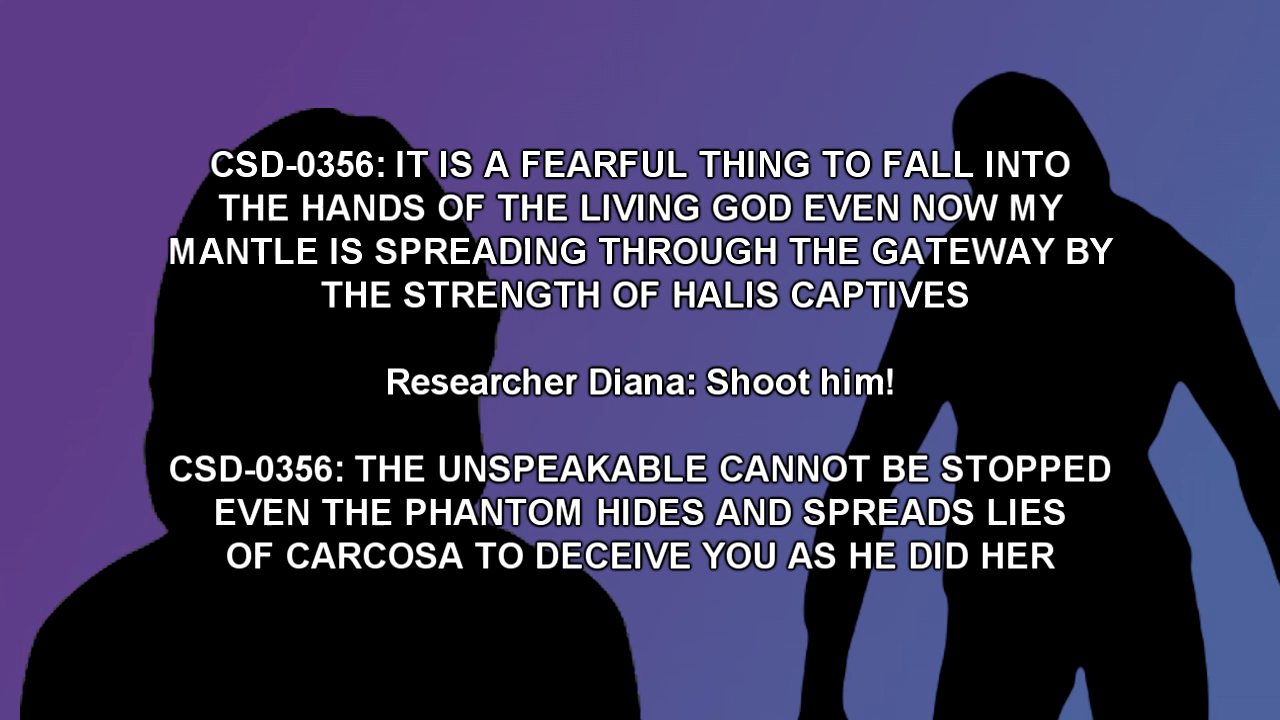 CSD-0356: IT IS A FEARFUL THING TO FALL INTO
THE HANDS OF THE LIVING GOD EVEN NOW MY
MANTLE IS SPREADING THROUGH THE GATEWAY BY
THE STRENGTH OF HALIS CAPTIVES
Researcher Diana: Shoot him!
CSD-0356: THE UNSPEAKABLE CANNOT BE STOPPED
EVEN THE PHANTOM HIDES AND SPREADS LIES
OF CARCOSA TO DECEIVE YOU AS HE DID HER